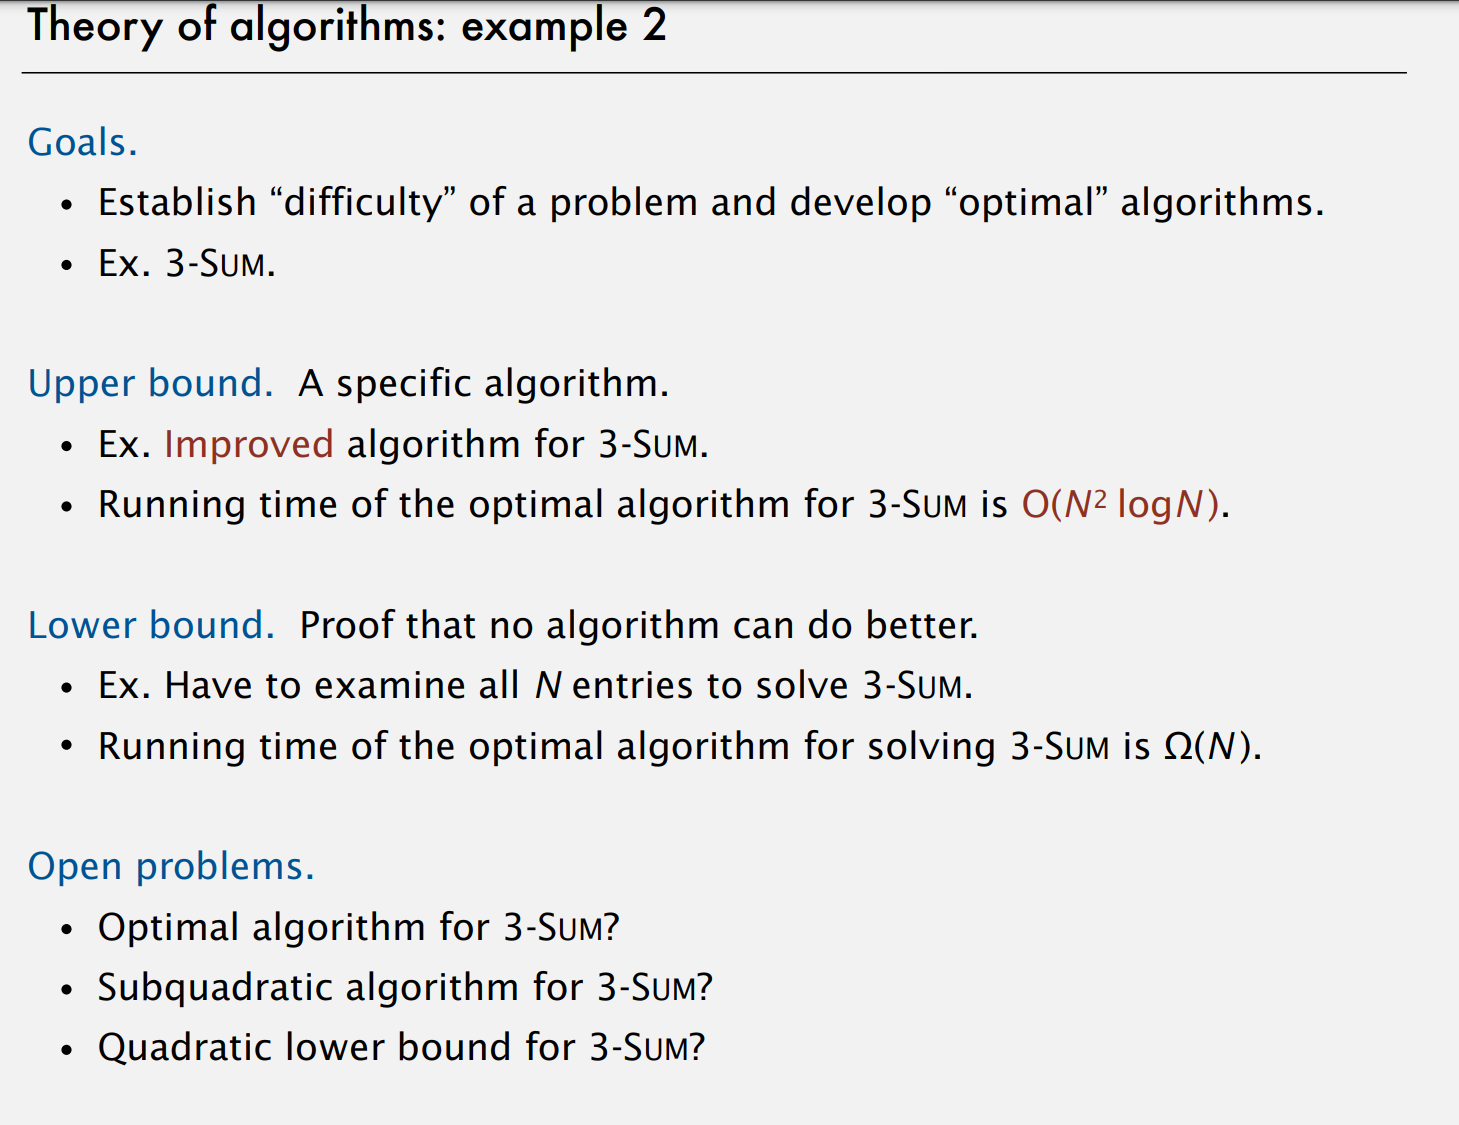 Theory of algorithms: example 2
Goals.
• Establish “difficulty” of a problem and develop “optimal” algorithms.
• Ex. 3-SUM.
Upper bound. A specific algorithm.
• Ex. Improved algorithm for 3-SUM.
• Running time of the optimal algorithm for 3-SUM is O(N² logN).
Lower bound. Proof that no algorithm can do better.
• Ex. Have to examine all N entries to solve 3-SUM.
• Running time of the optimal algorithm for solving 3-SUM is Ω(N).
Open problems.
• Optimal algorithm for 3-SUM?
• Subquadratic algorithm for 3-SUM?
• Quadratic lower bound for 3-SUM?